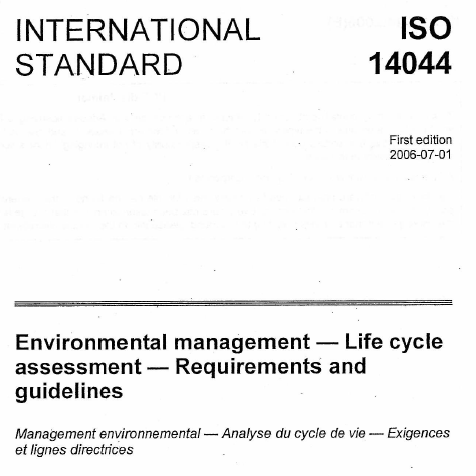 INTERNATIONAL
STANDARD
ISO
14044
First edition
2006-07-01
Environmental management — Life cycle
assessment — Requirements and
guidelines
Management environnemental — Analyse du cycle de vie — Exigences
et lignes directrices